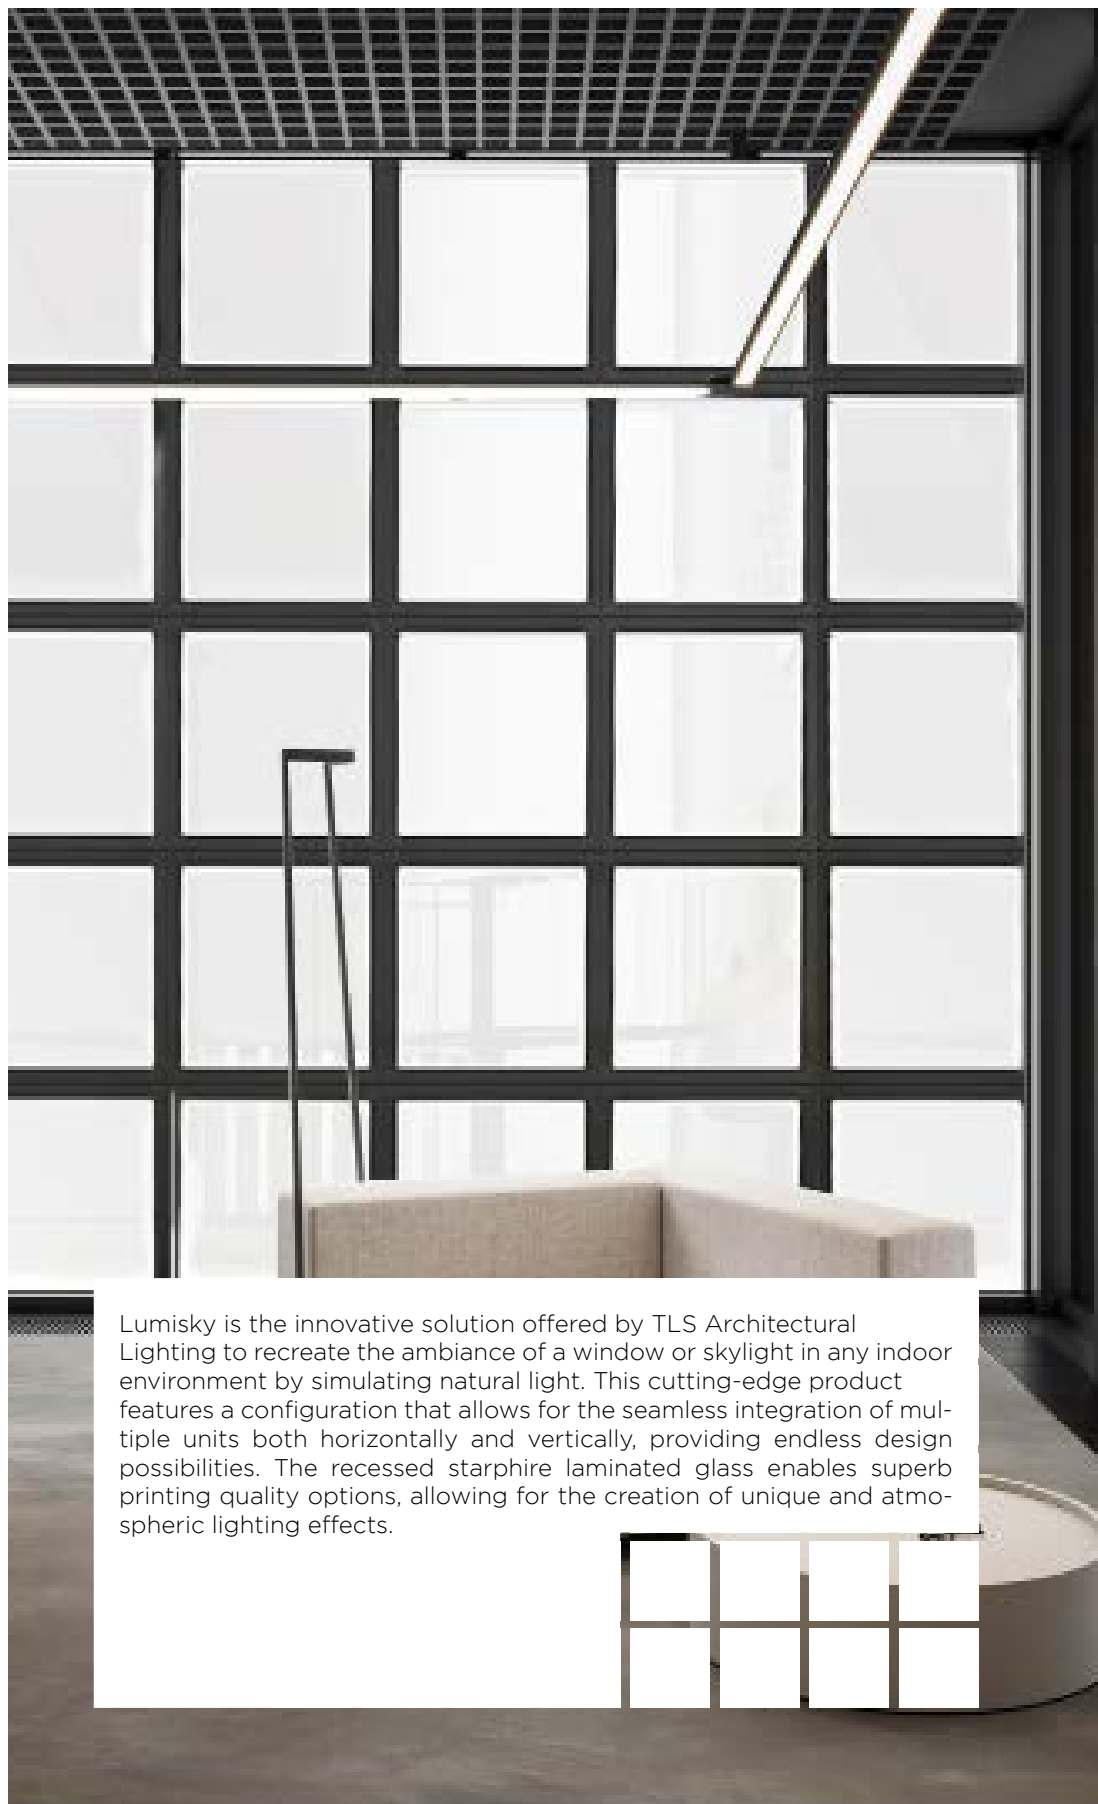 Lumisky is the innovative solution offered by TLS Architectural
Lighting to recreate the ambiance of a window or skylight in any indoor
environment by simulating natural light. This cutting-edge product
features a configuration that allows for the seamless integration of mul-
tiple units both horizontally and vertically, providing endless design
possibilities. The recessed starphire laminated glass enables superb
printing quality options, allowing for the creation of unique and atmo-
spheric lighting effects.